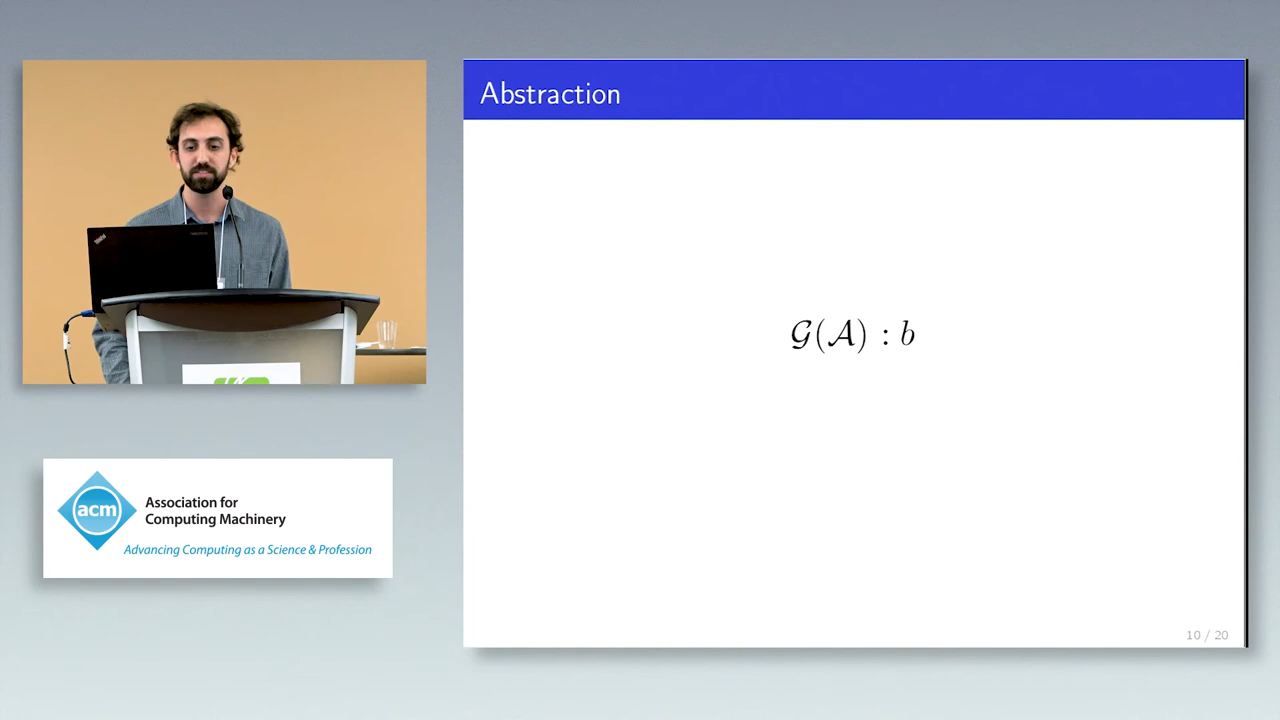 Abstraction
𝒢(𝒜) : b
10 / 20
acm
Association for
Computing Machinery
Advancing Computing as a Science & Profession